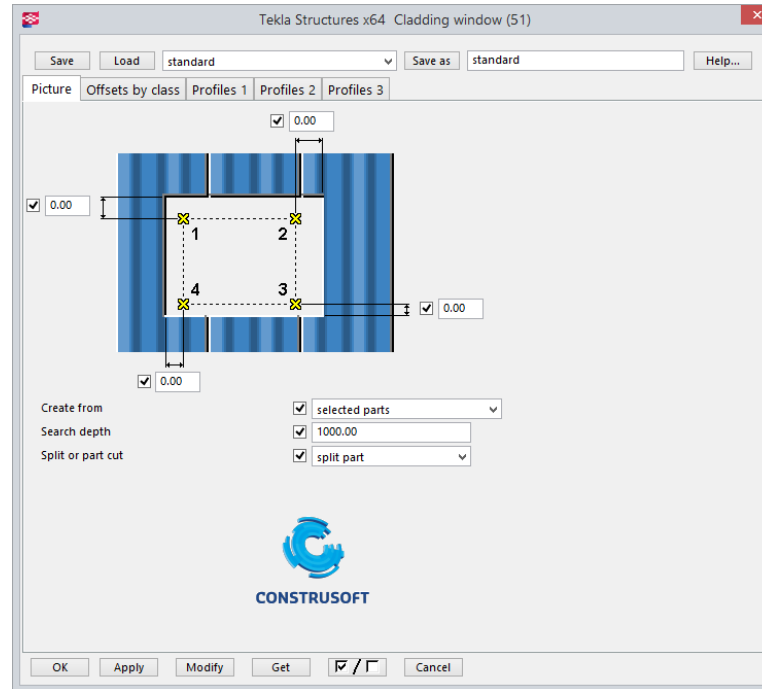 Tekla Structures x64 Cladding window (51)
Save Load standard Save as standard Help...
Picture Offsets by class Profiles 1 Profiles 2 Profiles 3
0.00
0.00
1 2
4 3
0.00
0.00
Create from selected parts
Search depth 1000.00
Split or part cut split part
CONSTRUSOFT
OK Apply Modify Get / Cancel